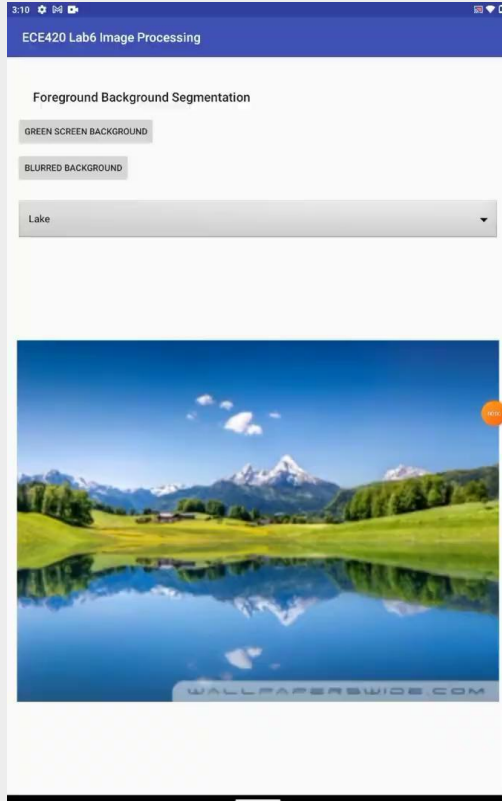 3:10
ECE420 Lab6 Image Processing
Foreground Background Segmentation
GREEN SCREEN BACKGROUND
BLURRED BACKGROUND
Lake
WALLPAPERSWIDE.COM